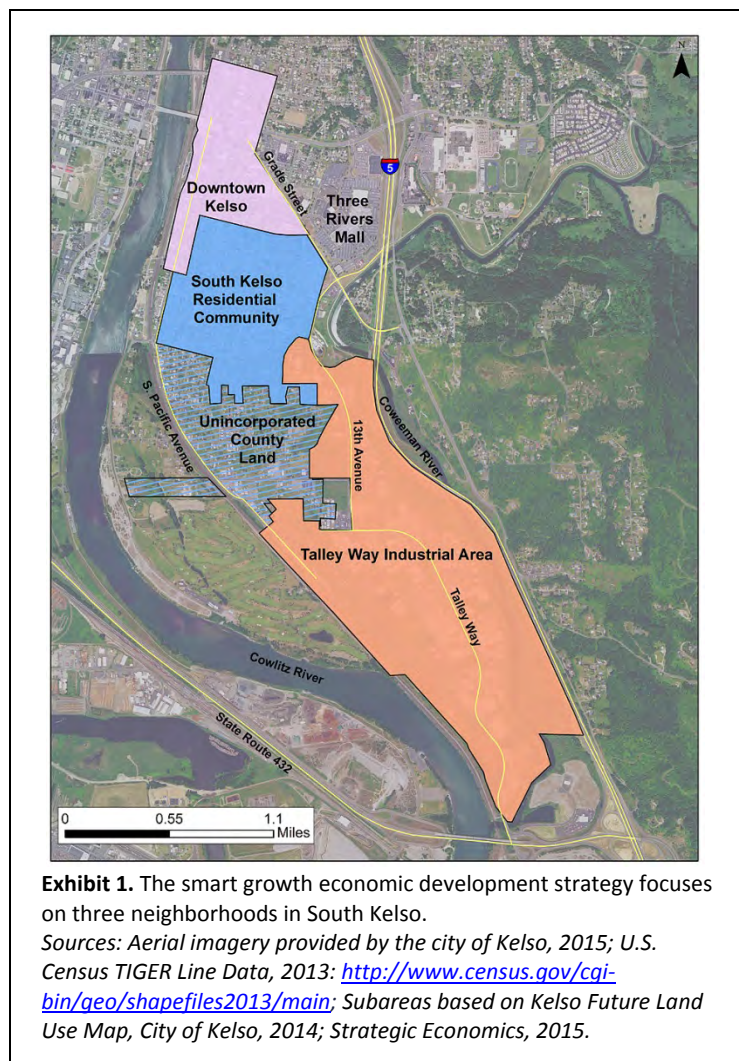 N
5
Grade Street
Downtown
Kelso
Three
Rivers
Mall
South Kelso
Residential
Community
S. Pacific Avenue
Unincorporated
County
Land
13th Avenue
Coweeman River
Talley Way Industrial Area
Talley Way
Cowlitz River
State Route 432
0 0.55 1.1
Miles
Exhibit 1. The smart growth economic development strategy focuses
on three neighborhoods in South Kelso.
Sources: Aerial imagery provided by the city of Kelso, 2015; U.S.
Census TIGER Line Data, 2013: http://www.census.gov/cgi-
bin/geo/shapefiles2013/main; Subareas based on Kelso Future Land
Use Map, City of Kelso, 2014; Strategic Economics, 2015.